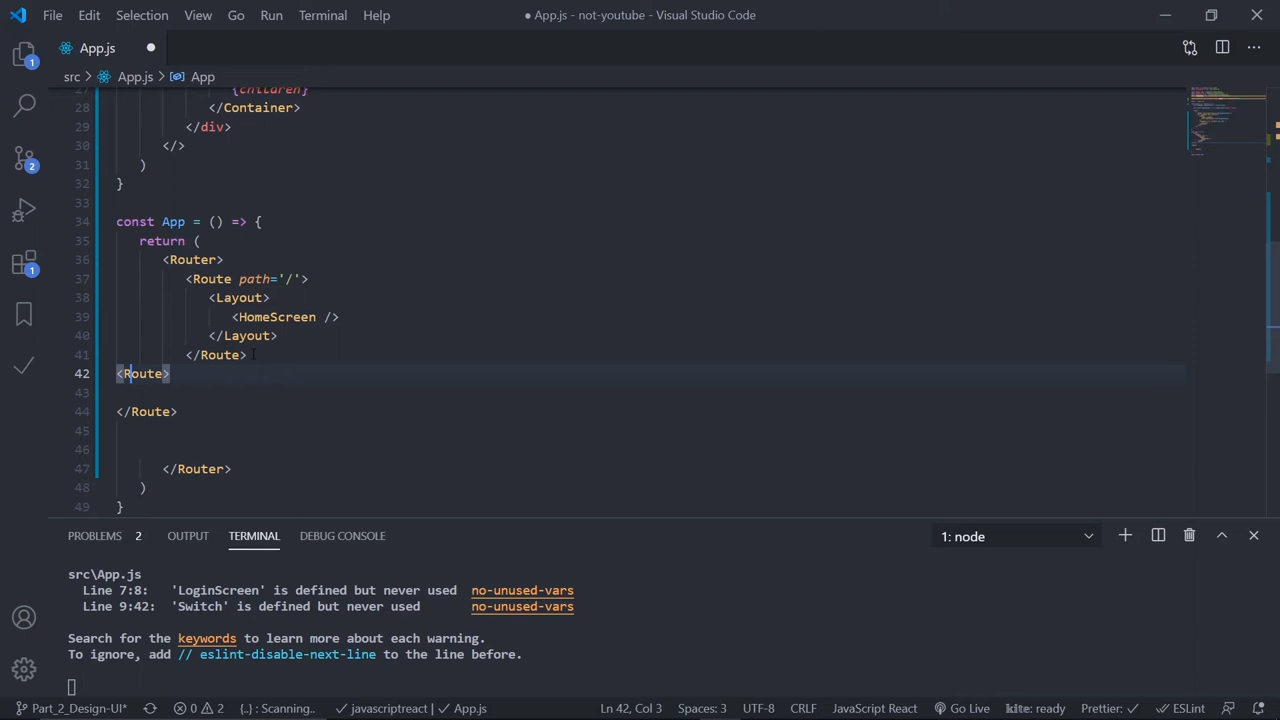 File Edit Selection View Go Run Terminal Help
● App.js - not-youtube - Visual Studio Code
App.js
src > App.js > App
27 {children}
28 </Container>
29 </div>
30 </>
31 )
32 }
33
34 const App = () => {
35 return (
36 <Router>
37 <Route path='/'>
38 <Layout>
39 <HomeScreen />
40 </Layout>
41 </Route>
42 <Route>
43
44 </Route>
45
46
47 </Router>
48 )
49 }
PROBLEMS 2 OUTPUT TERMINAL DEBUG CONSOLE 1: node
src\App.js
Line 7:8: 'LoginScreen' is defined but never used no-unused-vars
Line 9:42: 'Switch' is defined but never used no-unused-vars
Search for the keywords to learn more about each warning.
To ignore, add // eslint-disable-next-line to the line before.
1
2
1
Part_2_Design-UI* 0 2 {..} : Scanning.. javascriptreact | App.js Ln 42, Col 3 Spaces: 3 UTF-8 CRLF JavaScript React Go Live kite: ready Prettier: ✓ ESLint